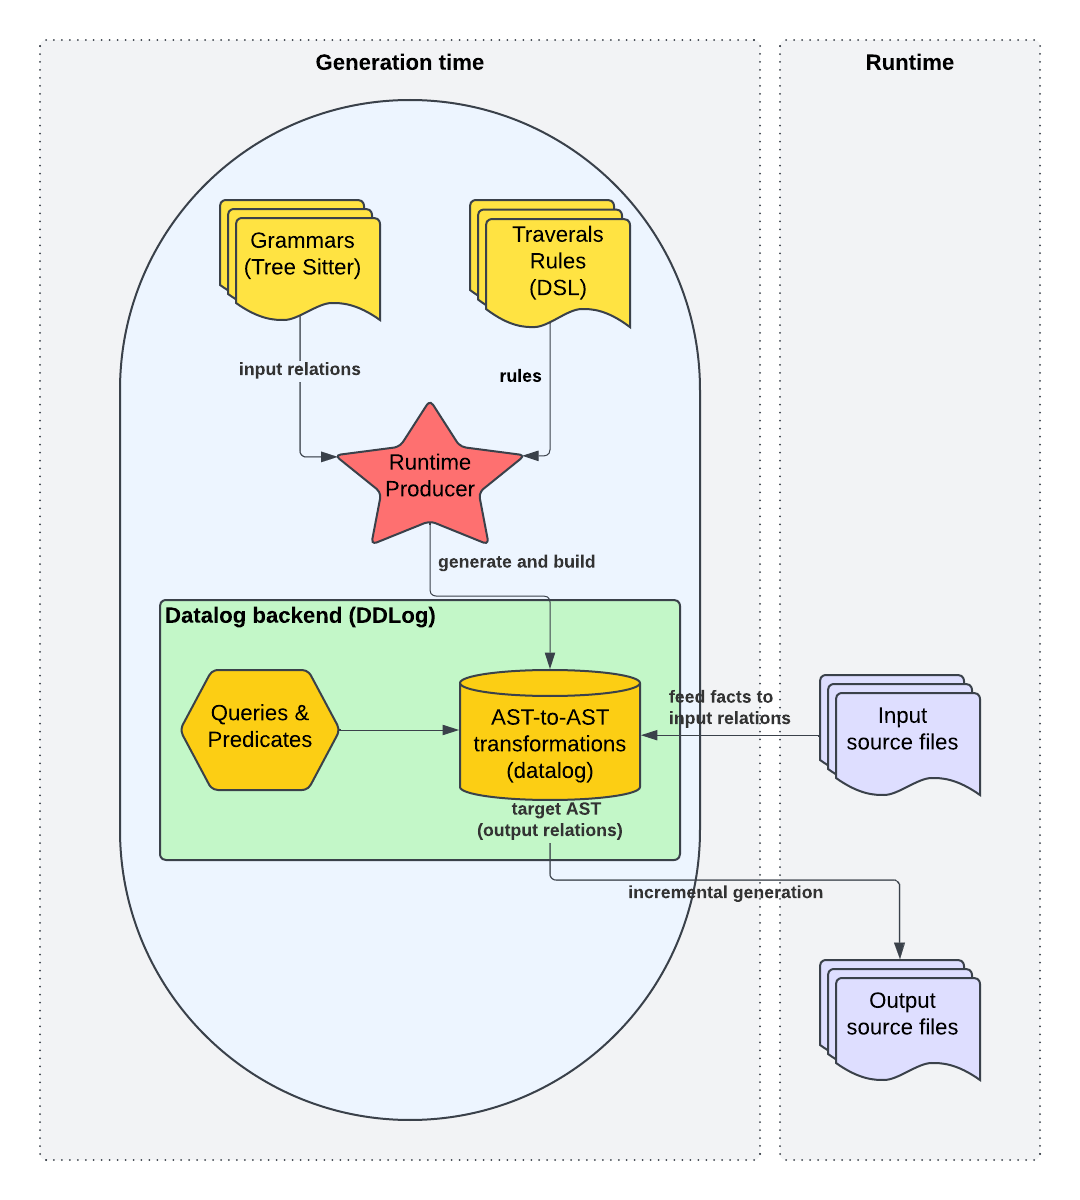 Generation time
Runtime
Grammars
(Tree Sitter)
Traverals
Rules
(DSL)
input relations
rules
Runtime
Producer
generate and build
Datalog backend (DDLog)
Queries &
Predicates
AST-to-AST
transformations
(datalog)
feed facts to
input relations
Input
source files
target AST
(output relations)
incremental generation
Output
source files